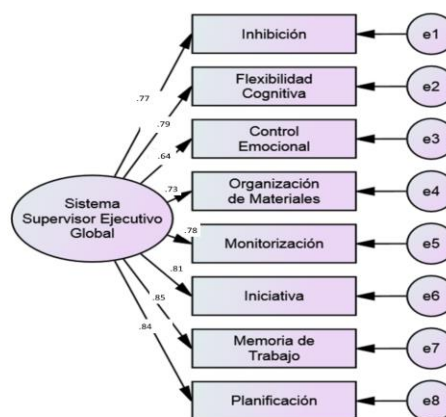 Inhibición
e1
.77
Flexibilidad
Cognitiva
e2
.79
Control
Emocional
e3
.64
Organización
de Materiales
e4
.73
Sistema
Supervisor Ejecutivo
Global
Monitorización
e5
.78
Iniciativa
e6
.81
Memoria de
Trabajo
e7
.85
Planificación
e8
.84